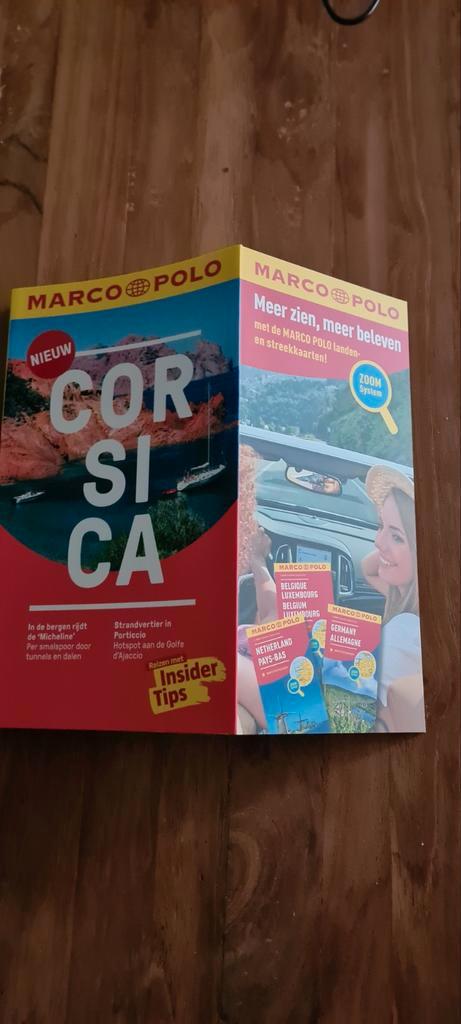 MARCO POLO
NIEUW
COR
SI
CA
In de bergen rijdt
de 'Micheline'
Per smalspoor door
tunnels en dalen
Strandvertier in
Porticcio
Hotspot aan de Golfe
d'Ajaccio
Reizen met
Insider
Tips
MARCO POLO
Meer zien, meer beleven
met de MARCO POLO landen-
en streekkaarten!
ZOOM
System
MARCO POLO
BELGIQUE
LUXEMBOURG
BELGIUM
LUXEMBOURG
MARCO POLO
NETHERLAND
PAYS-BAS
MARCO POLO
GERMANY
ALLEMAGNE